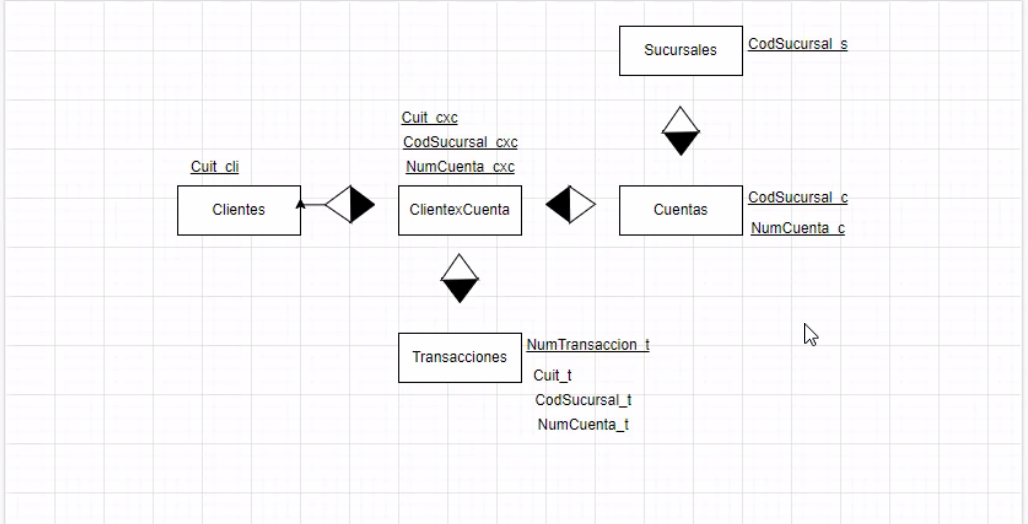 Sucursales
CodSucursal_s
Cuit_cxc
CodSucursal_cxc
NumCuenta_cxc
Cuit_cli
Clientes
ClientexCuenta
Cuentas
CodSucursal_c
NumCuenta_c
Transacciones
NumTransaccion_t
Cuit_t
CodSucursal_t
NumCuenta_t